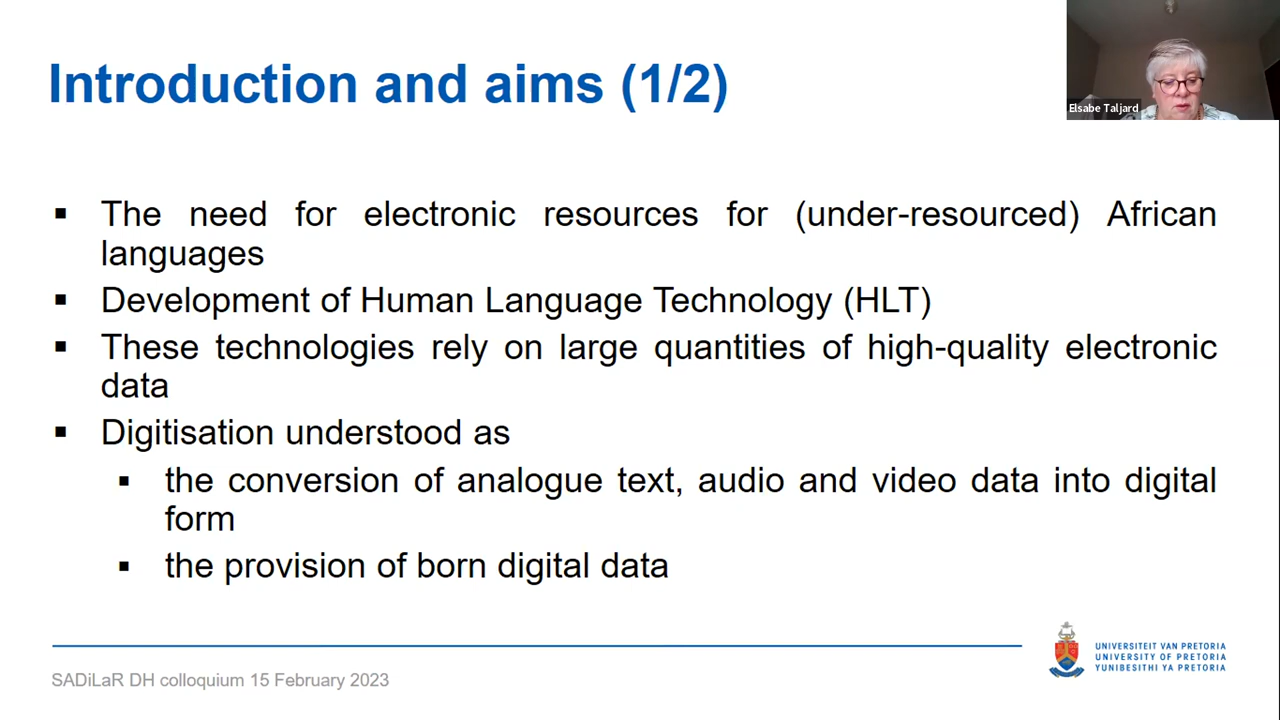 Introduction and aims (1/2)
Elsabe Taljard
▪ The need for electronic resources for (under-resourced) African
languages
▪ Development of Human Language Technology (HLT)
▪ These technologies rely on large quantities of high-quality electronic
data
▪ Digitisation understood as
▪ the conversion of analogue text, audio and video data into digital
form
▪ the provision of born digital data
SADiLaR DH colloquium 15 February 2023
UNIVERSITEIT VAN PRETORIA
UNIVERSITY OF PRETORIA
YUNIBESITHI YA PRETORIA